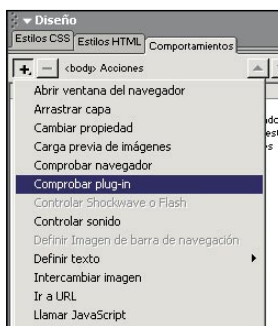 Diseño
Estilos CSS Estilos HTML Comportamientos
<body> Acciones
Abrir ventana del navegador
Arrastrar capa
Cambiar propiedad
Carga previa de imágenes
Comprobar navegador
Comprobar plug-in
Controlar Shockwave o Flash
Controlar sonido
Definir Imagen de barra de navegación
Definir texto
Intercambiar imagen
Ir a URL
Llamar JavaScript